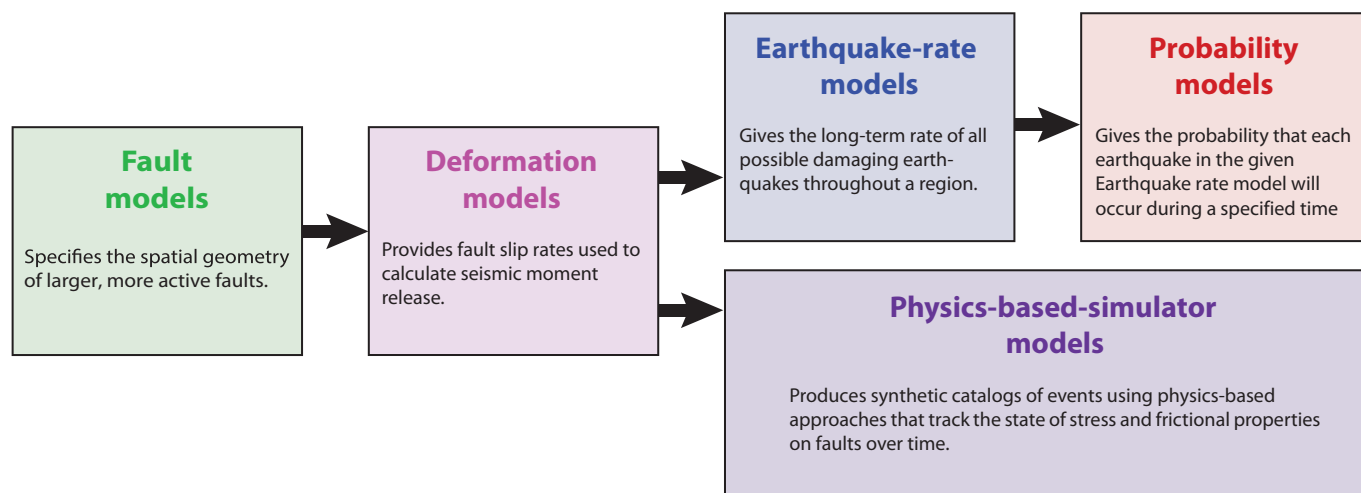 Fault
models
Specifies the spatial geometry
of larger, more active faults.
Deformation
models
Provides fault slip rates used to
calculate seismic moment
release.
Earthquake-rate
models
Gives the long-term rate of all
possible damaging earth-
quakes throughout a region.
Probability
models
Gives the probability that each
earthquake in the given
Earthquake rate model will
occur during a specified time
Physics-based-simulator
models
Produces synthetic catalogs of events using physics-based
approaches that track the state of stress and frictional properties
on faults over time.